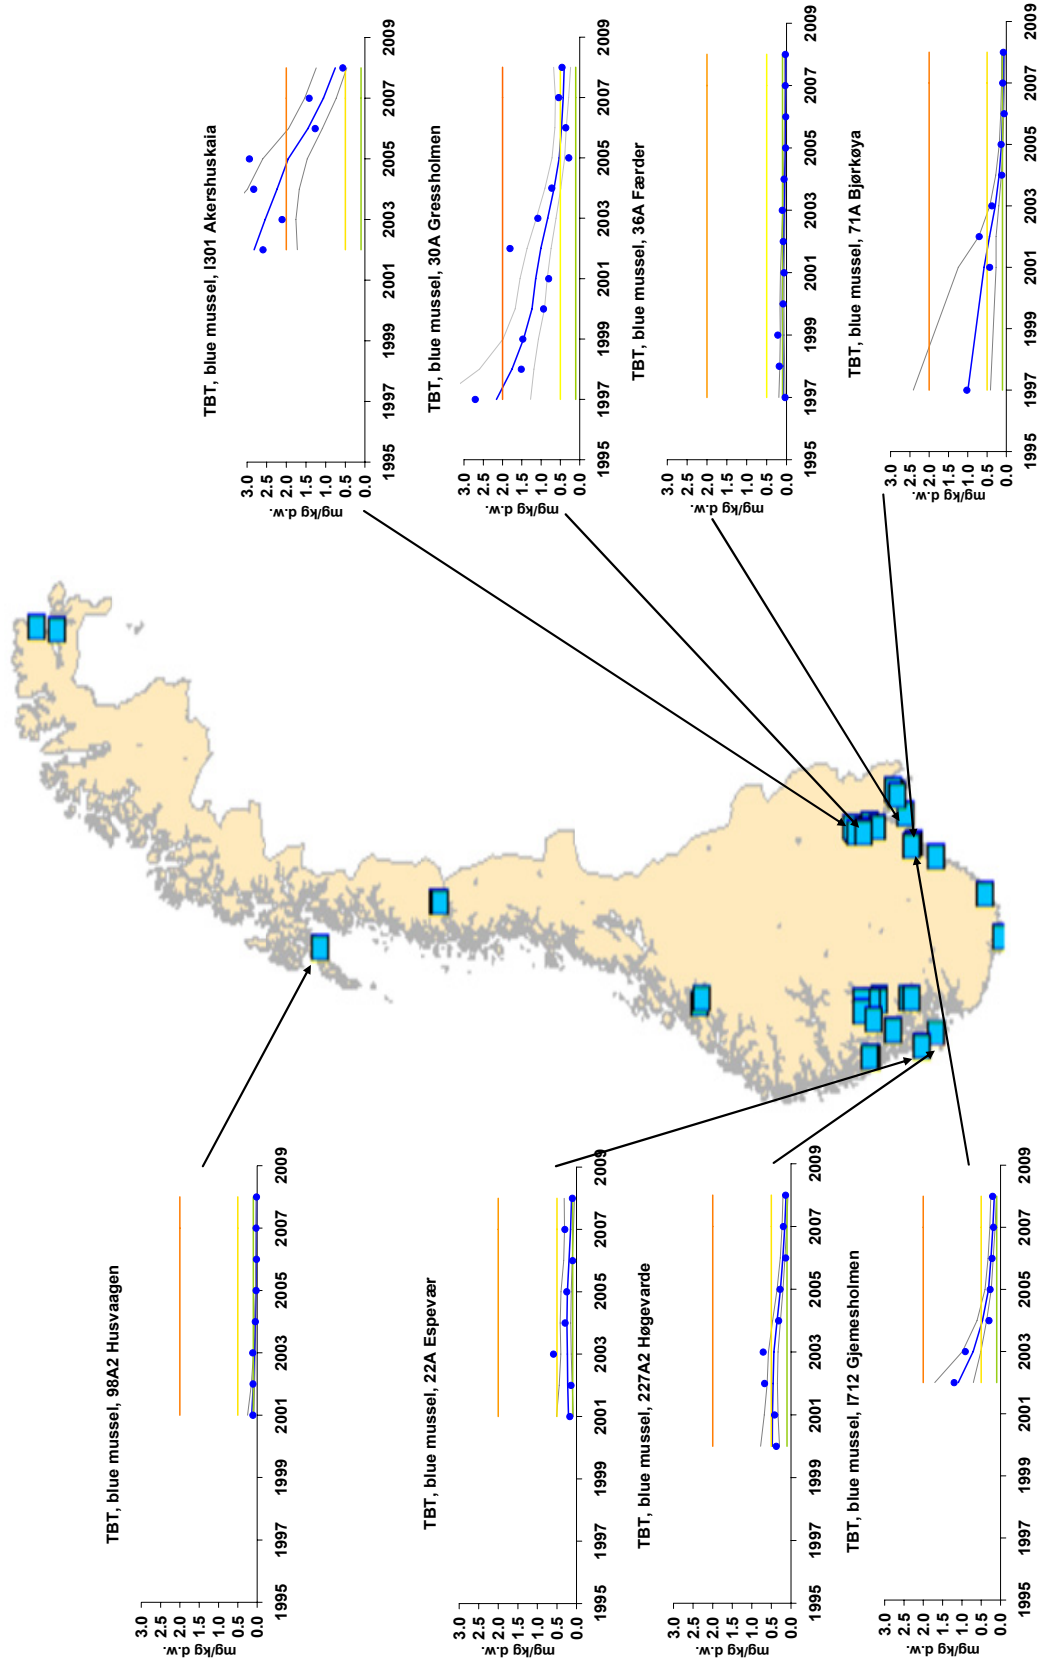 TBT, blue mussel, 98A2 Husvaagen
3.0
2.5
2.0
1.5
1.0
0.5
0.0
mg/kg d.w.
1995 1997 1999 2001 2003 2005 2007 2009
TBT, blue mussel, I301 Akershuskaia
3.0
2.5
2.0
1.5
1.0
0.5
0.0
mg/kg d.w.
1995 1997 1999 2001 2003 2005 2007 2009
TBT, blue mussel, 22A Espevær
3.0
2.5
2.0
1.5
1.0
0.5
0.0
mg/kg d.w.
1995 1997 1999 2001 2003 2005 2007 2009
TBT, blue mussel, 30A Gressholmen
3.0
2.5
2.0
1.5
1.0
0.5
0.0
mg/kg d.w.
1995 1997 1999 2001 2003 2005 2007 2009
TBT, blue mussel, 227A2 Høgevarde
3.0
2.5
2.0
1.5
1.0
0.5
0.0
mg/kg d.w.
1995 1997 1999 2001 2003 2005 2007 2009
TBT, blue mussel, 36A Færder
3.0
2.5
2.0
1.5
1.0
0.5
0.0
mg/kg d.w.
1995 1997 1999 2001 2003 2005 2007 2009
TBT, blue mussel, I712 Gjemesholmen
3.0
2.5
2.0
1.5
1.0
0.5
0.0
mg/kg d.w.
1995 1997 1999 2001 2003 2005 2007 2009
TBT, blue mussel, 71A Bjørkøya
3.0
2.5
2.0
1.5
1.0
0.5
0.0
mg/kg d.w.
1995 1997 1999 2001 2003 2005 2007 2009